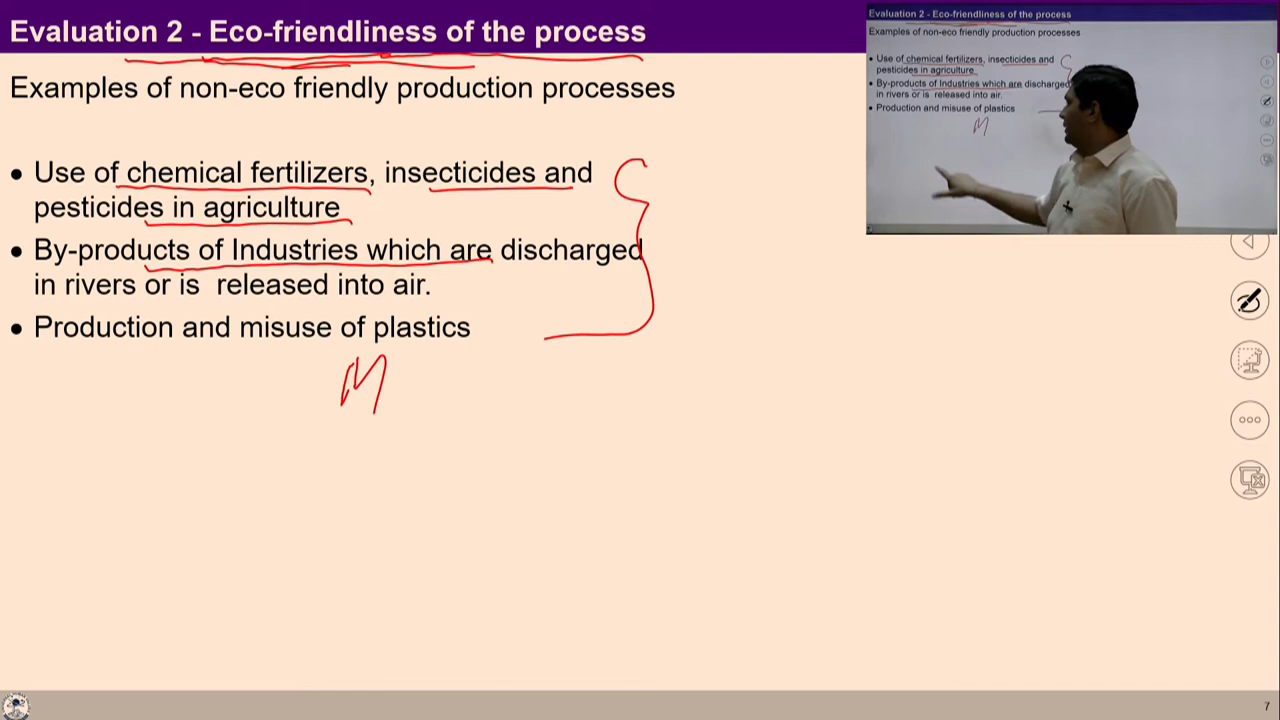 Evaluation 2 - Eco-friendliness of the process
Examples of non-eco friendly production processes
• Use of chemical fertilizers, insecticides and
pesticides in agriculture
• By-products of Industries which are discharged
in rivers or is released into air.
• Production and misuse of plastics
M
7
Evaluation 2 - Eco-friendliness of the process
Examples of non-eco friendly production processes
• Use of chemical fertilizers, insecticides and
pesticides in agriculture
• By-products of Industries which are discharged
in rivers or is released into air.
• Production and misuse of plastics
M